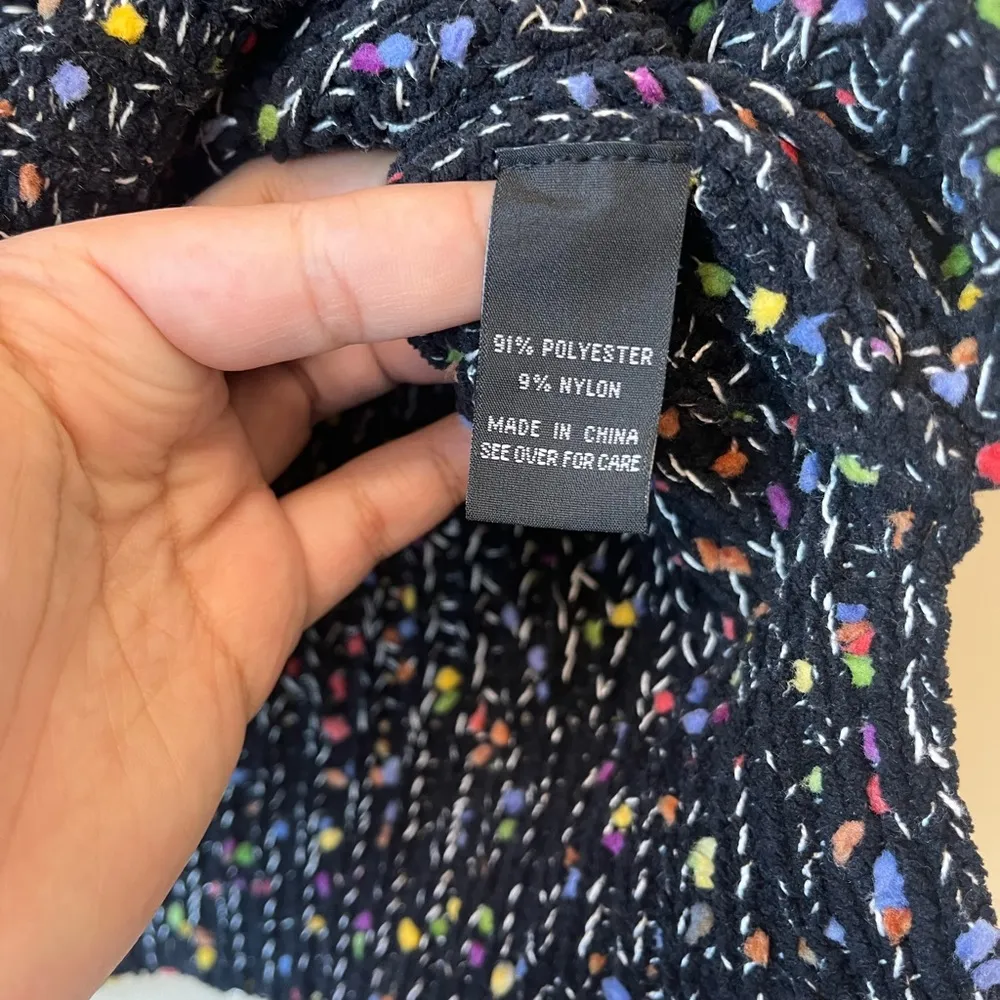 91% POLYESTER
9% NYLON
MADE IN CHINA
SEE OVER FOR CARE